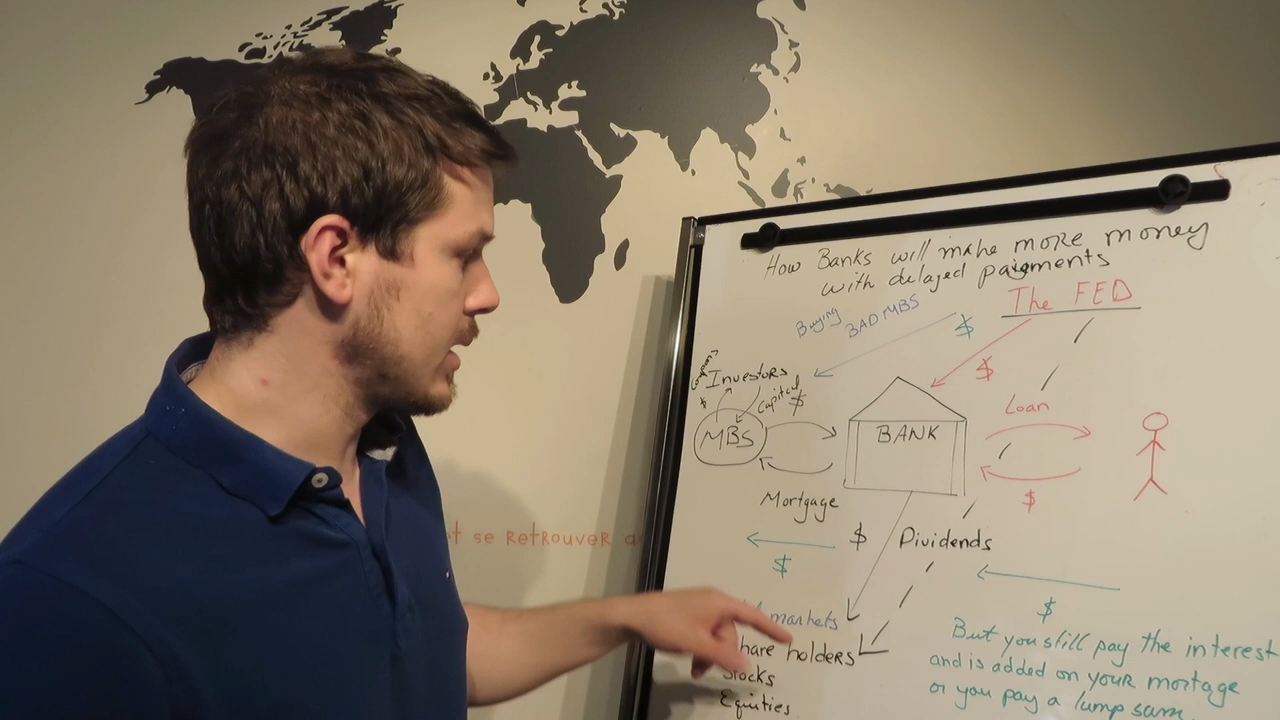 How Banks will make more money
with delayed payments
The FED
Buying BAD MBS
$
$
coupons
Investors
$
Capital $
MBS
BANK
Loan
$
Mortgage
$
Dividends
$
$
markets
Share holders
Stocks
Equities
But you still pay the interest
and is added on your mortage
or you pay a lump sum
se retrouver